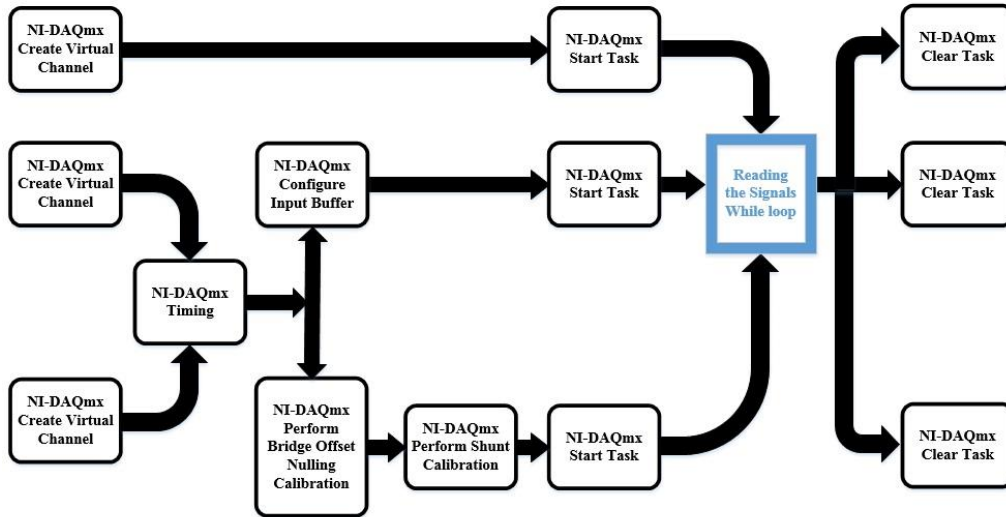 NI-DAQmx
Create Virtual
Channel
NI-DAQmx
Start Task
NI-DAQmx
Clear Task
NI-DAQmx
Create Virtual
Channel
NI-DAQmx
Configure
Input Buffer
NI-DAQmx
Start Task
Reading
the Signals
While loop
NI-DAQmx
Clear Task
NI-DAQmx
Timing
NI-DAQmx
Create Virtual
Channel
NI-DAQmx
Perform
Bridge Offset
Nulling
Calibration
NI-DAQmx
Perform Shunt
Calibration
NI-DAQmx
Start Task
NI-DAQmx
Clear Task